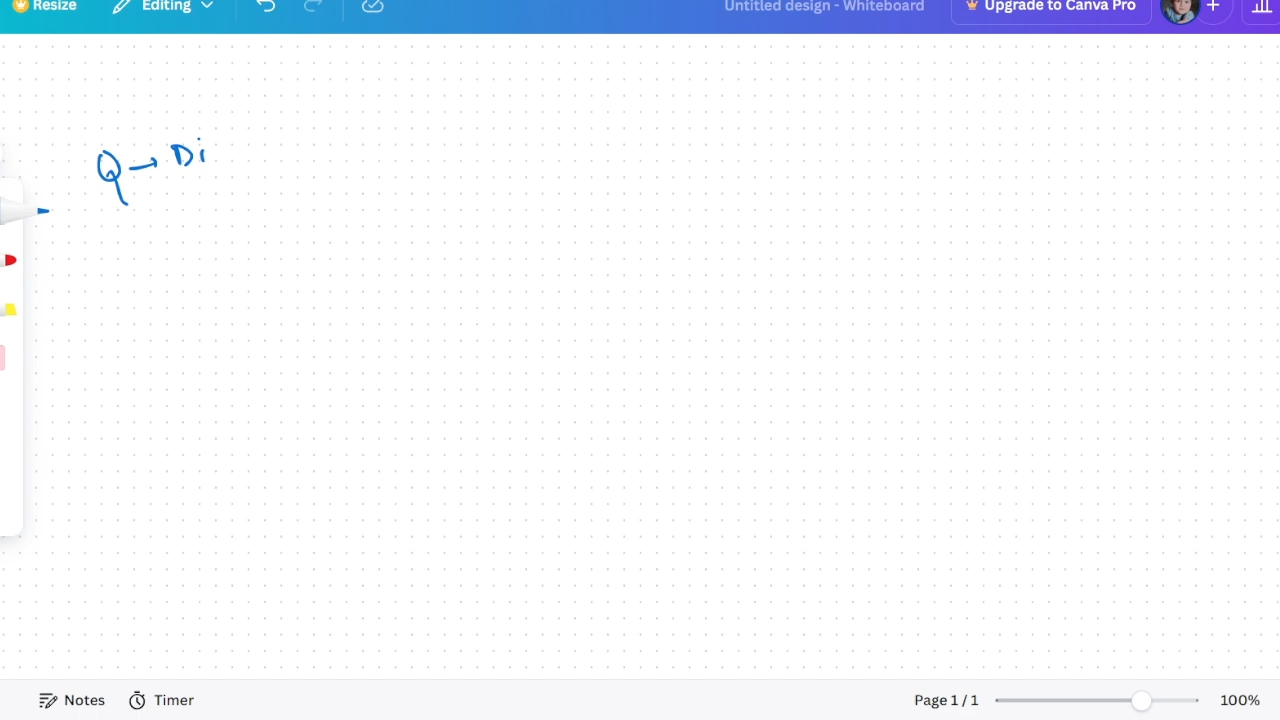 Resize Editing Untitled design - Whiteboard Upgrade to Canva Pro
Q → Di
Notes Timer Page 1 / 1 100%